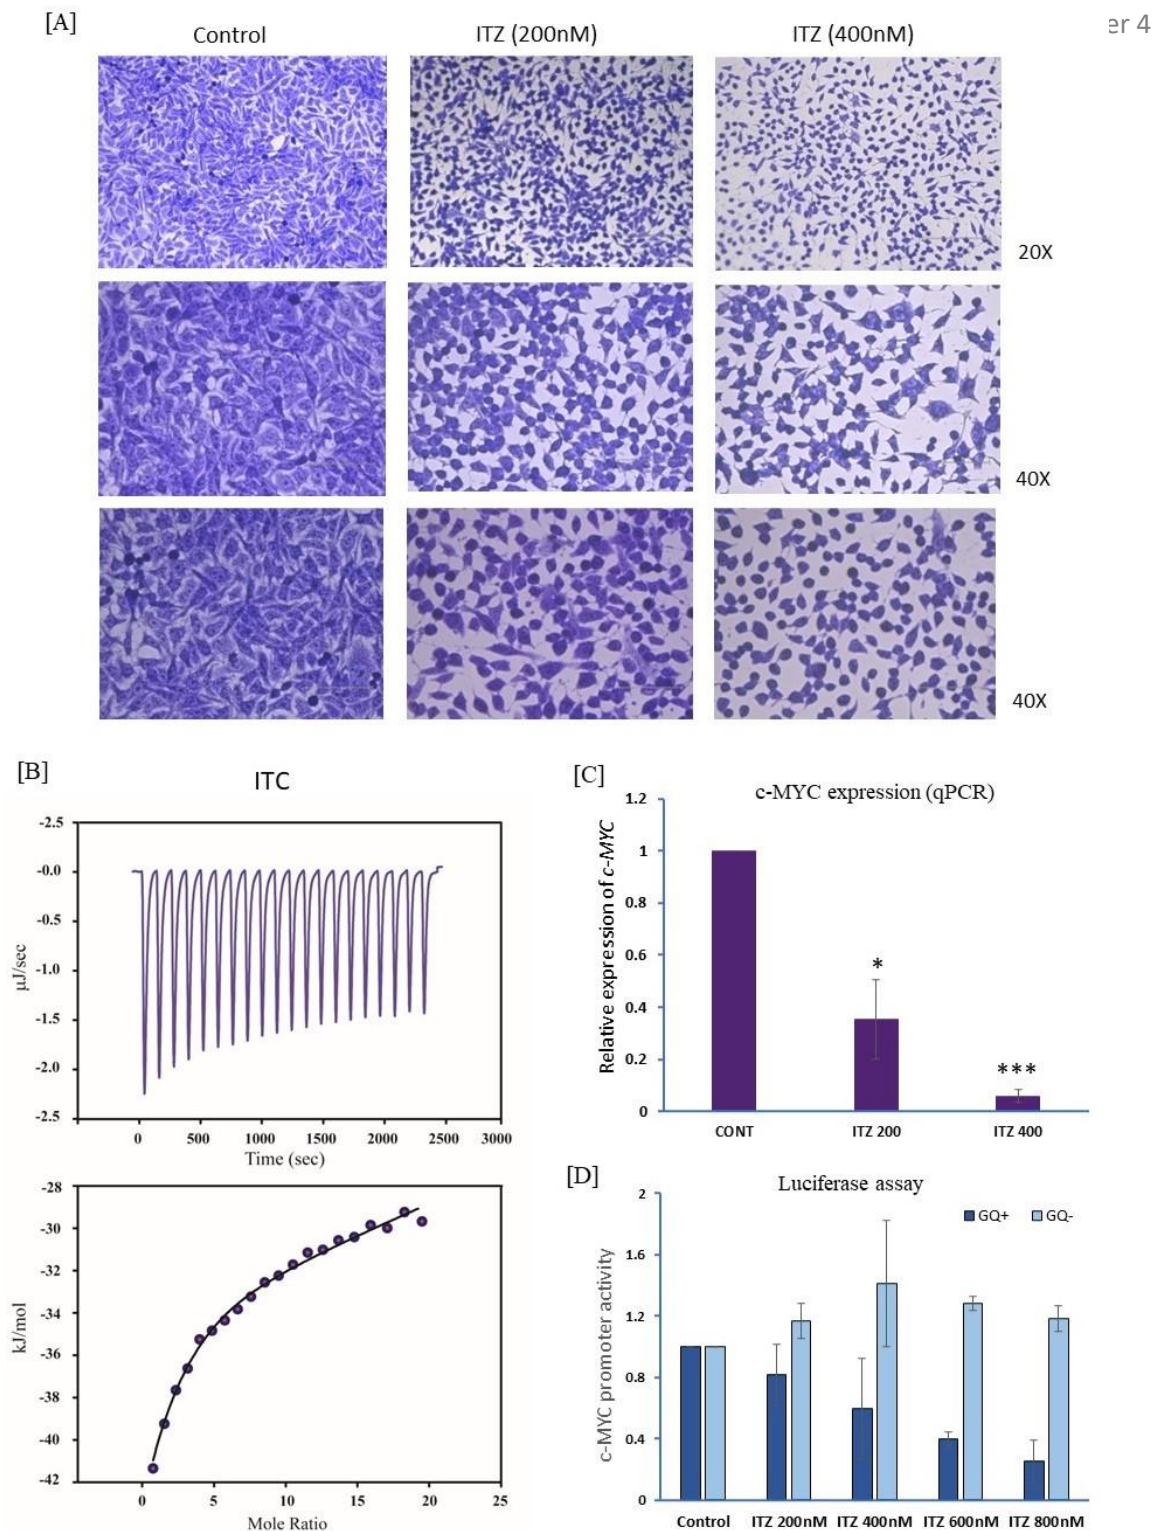 er 4
[A]
Control
ITZ (200nM)
ITZ (400nM)
20X
40X
40X
[B]
ITC
-2.5
-0.0
-0.5
-1.0
-1.5
-2.0
-2.5
µJ/sec
0 500 1000 1500 2000 2500 3000
Time (sec)
-28
-30
-32
-34
-36
-38
-40
-42
kJ/mol
0 5 10 15 20 25
Mole Ratio
[C]
c-MYC expression (qPCR)
1.2
1
0.8
0.6
0.4
0.2
0
Relative expression of c-MYC
*
***
CONT ITZ 200 ITZ 400
[D]
Luciferase assay
GQ+ GQ-
2
1.6
1.2
0.8
0.4
0
c-MYC promoter activity
Control ITZ 200nM ITZ 400nM ITZ 600nM ITZ 800nM